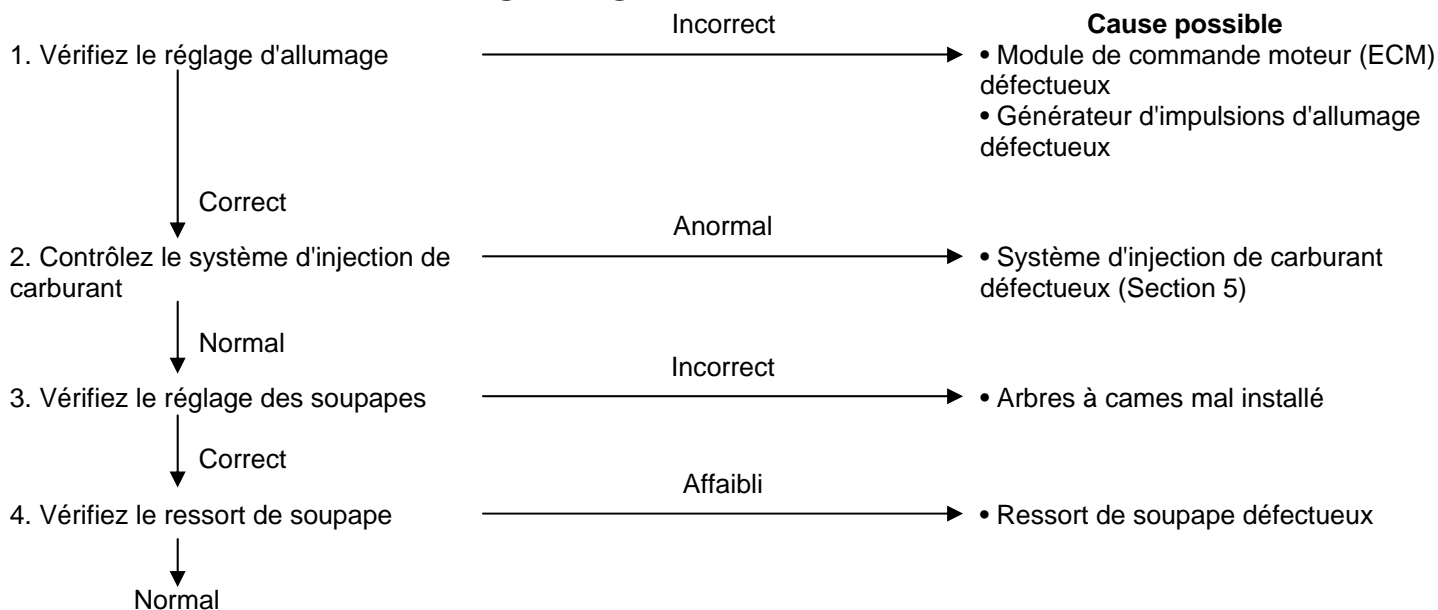 Incorrect
Cause possible
1. Vérifiez le réglage d'allumage
• Module de commande moteur (ECM)
défectueux
• Générateur d'impulsions d'allumage
défectueux
Correct
Anormal
2. Contrôlez le système d'injection de
carburant
• Système d'injection de carburant
défectueux (Section 5)
Normal
Incorrect
3. Vérifiez le réglage des soupapes
• Arbres à cames mal installé
Correct
Affaibli
4. Vérifiez le ressort de soupape
• Ressort de soupape défectueux
Normal